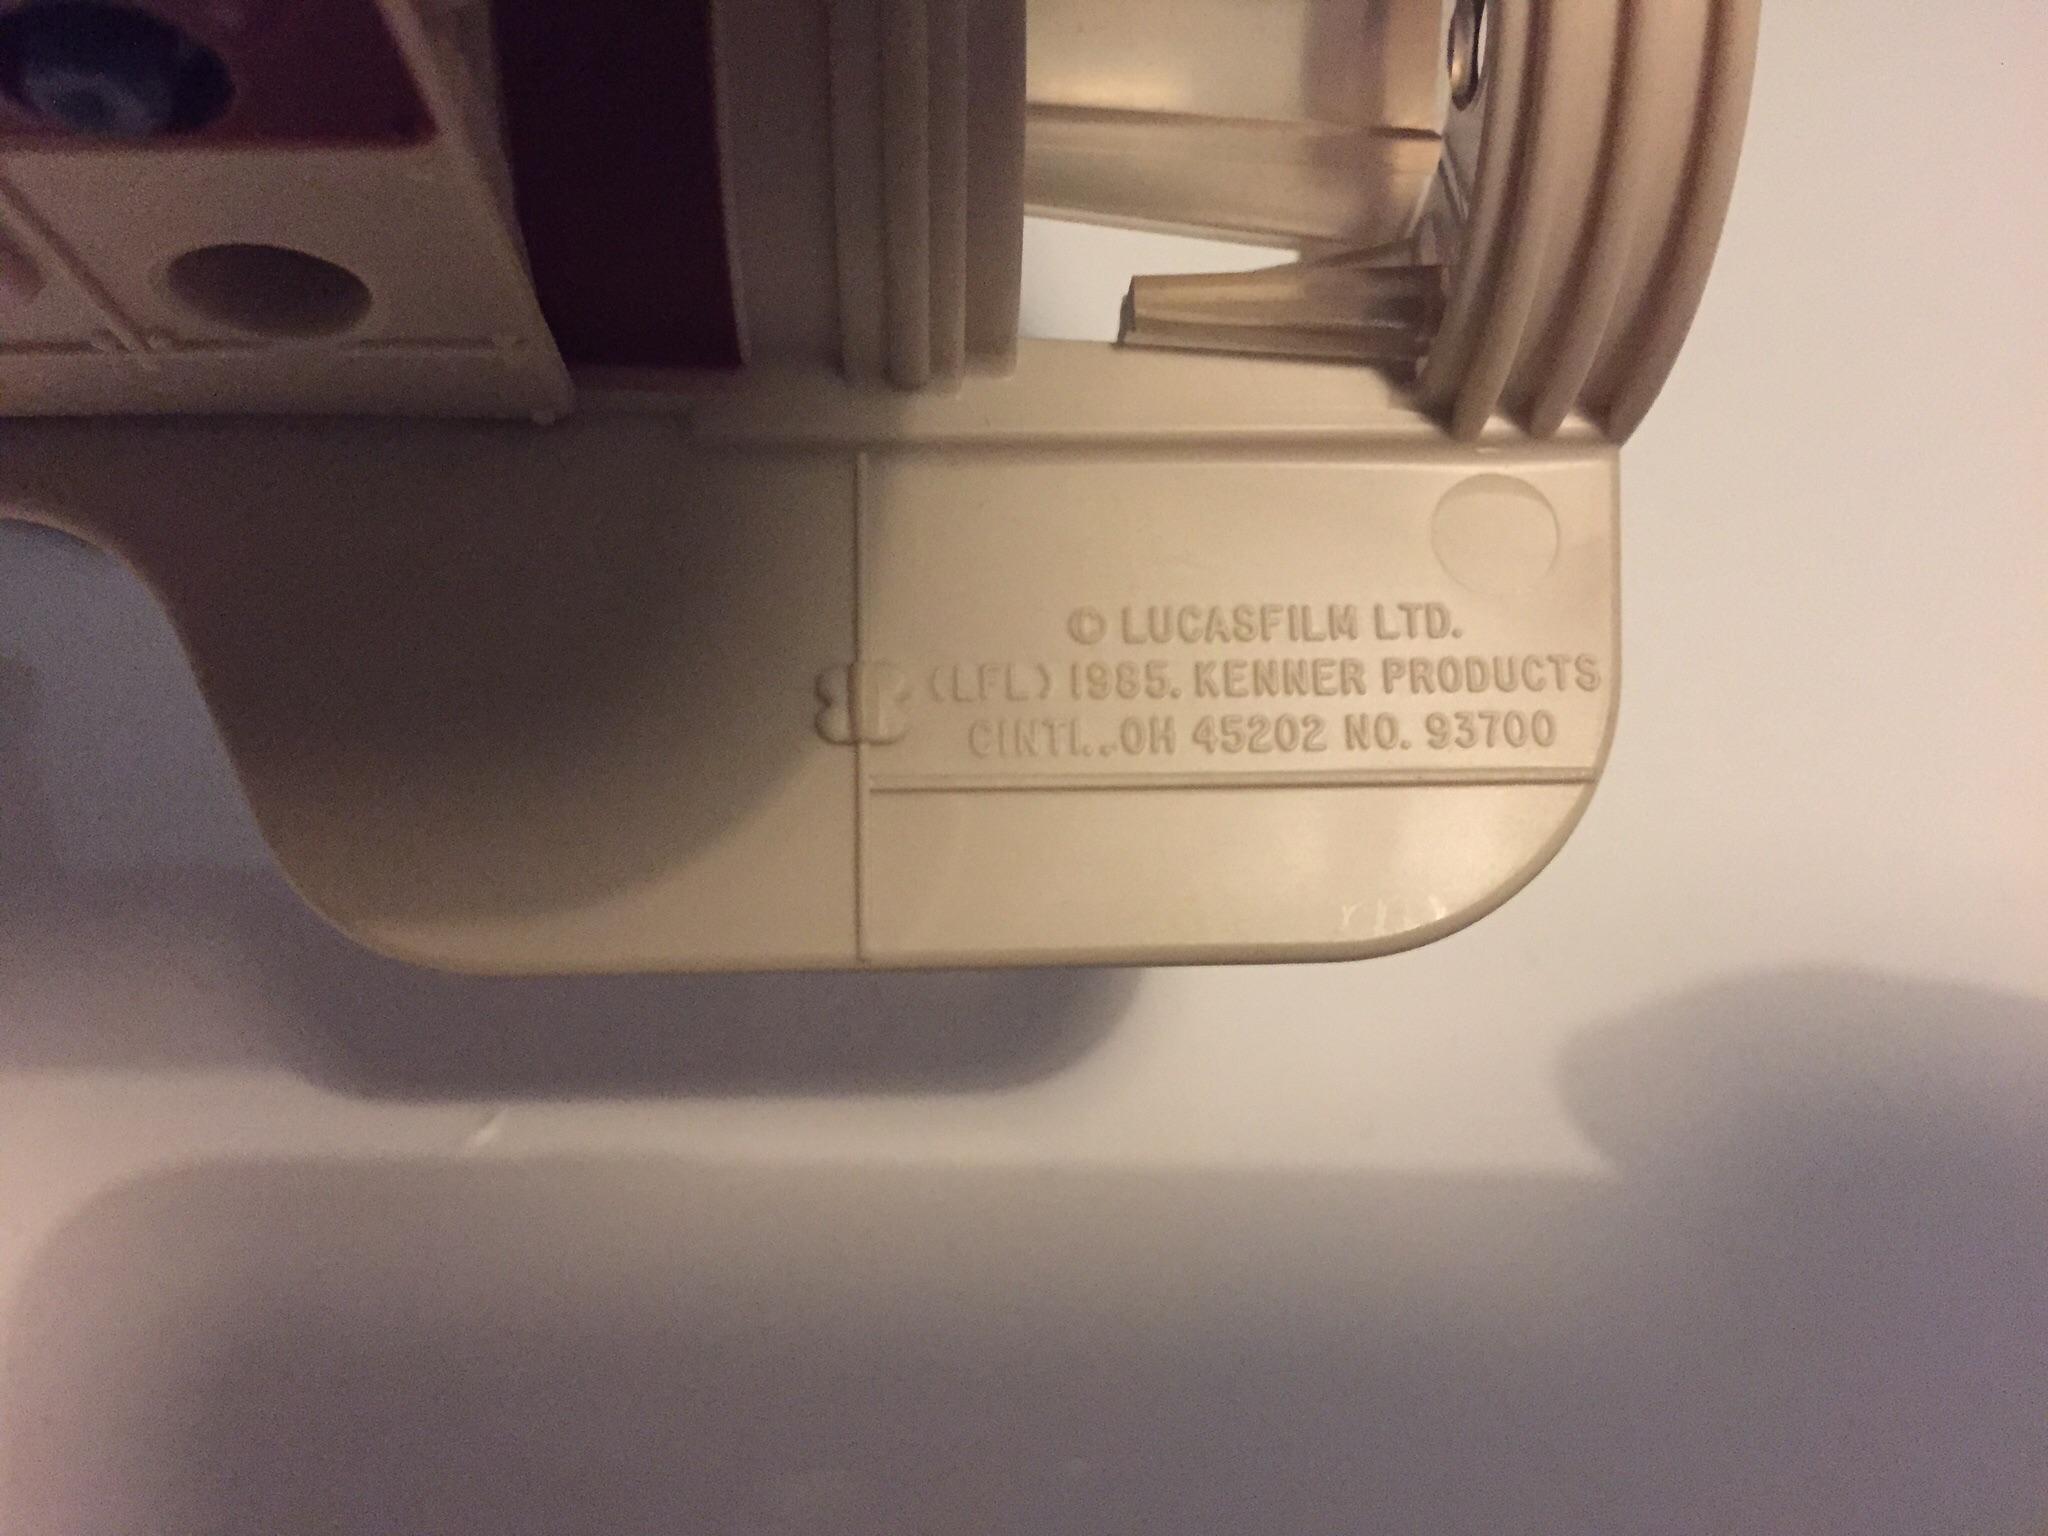 © LUCASFILM LTD.
(LFL) 1985. KENNER PRODUCTS
CINTI., OH 45202 NO. 93700